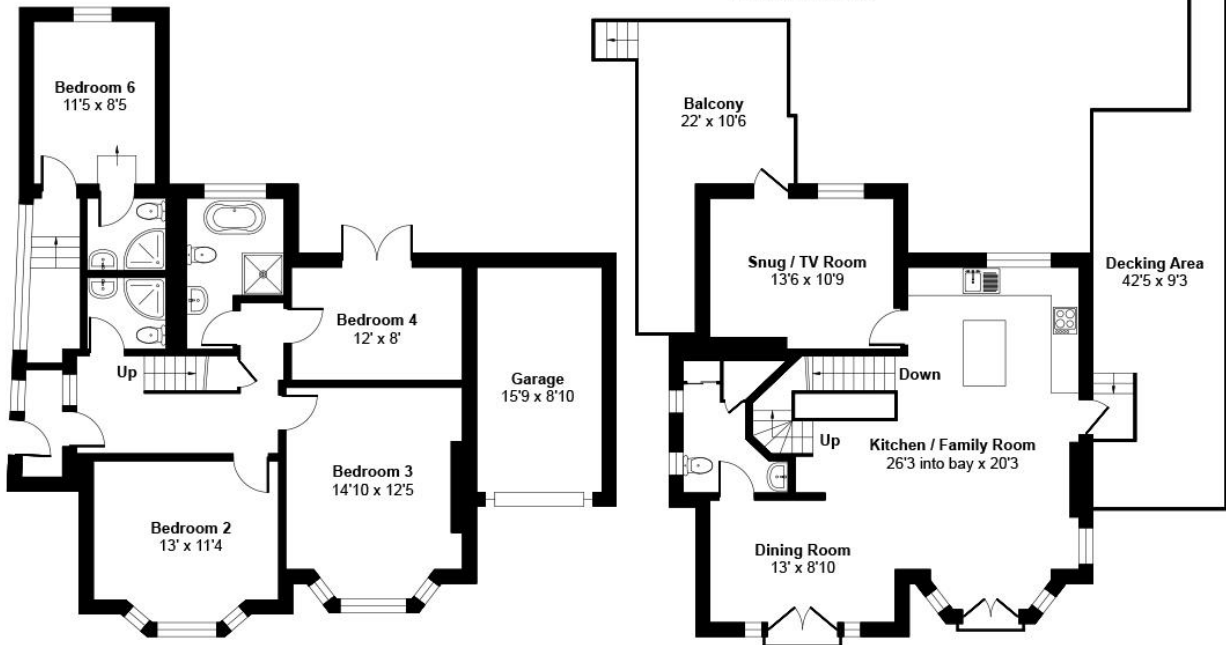 Bedroom 6
11'5 x 8'5
Up
Bedroom 4
12' x 8'
Garage
15'9 x 8'10
Bedroom 3
14'10 x 12'5
Bedroom 2
13' x 11'4
Balcony
22' x 10'6
Snug / TV Room
13'6 x 10'9
Decking Area
42'5 x 9'3
Down
Up
Kitchen / Family Room
26'3 into bay x 20'3
Dining Room
13' x 8'10